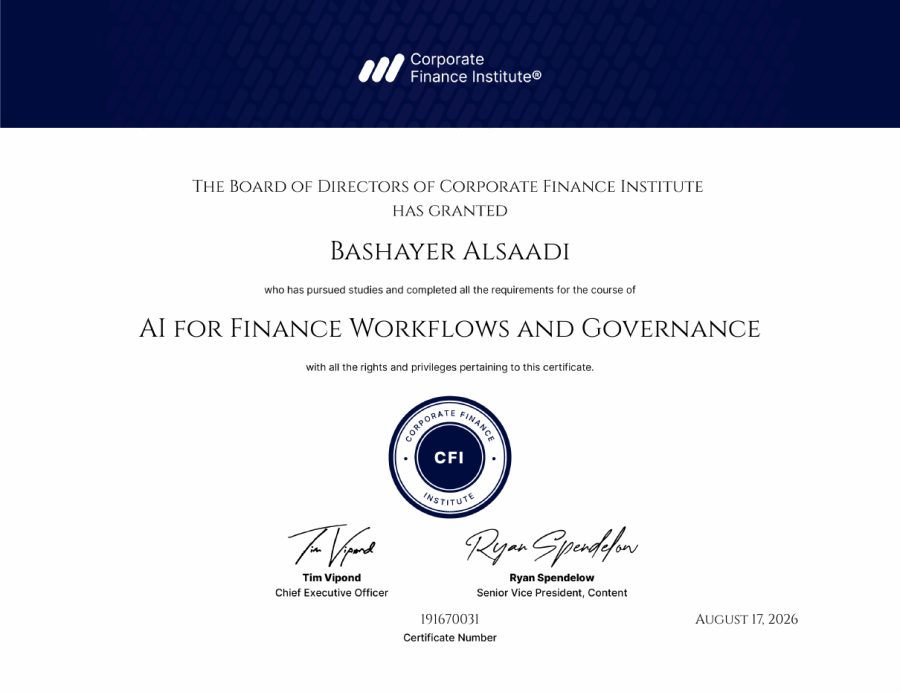 Corporate
Finance Institute®
The Board of Directors of Corporate Finance Institute
has granted
Bashayer Alsaadi
who has pursued studies and completed all the requirements for the course of
AI for Finance Workflows and Governance
with all the rights and privileges pertaining to this certificate.
CORPORATE FINANCE
CFI
INSTITUTE
Tim Vipond
Ryan Spendelow
Tim Vipond
Ryan Spendelow
Chief Executive Officer
Senior Vice President, Content
191670031
August 17, 2026
Certificate Number